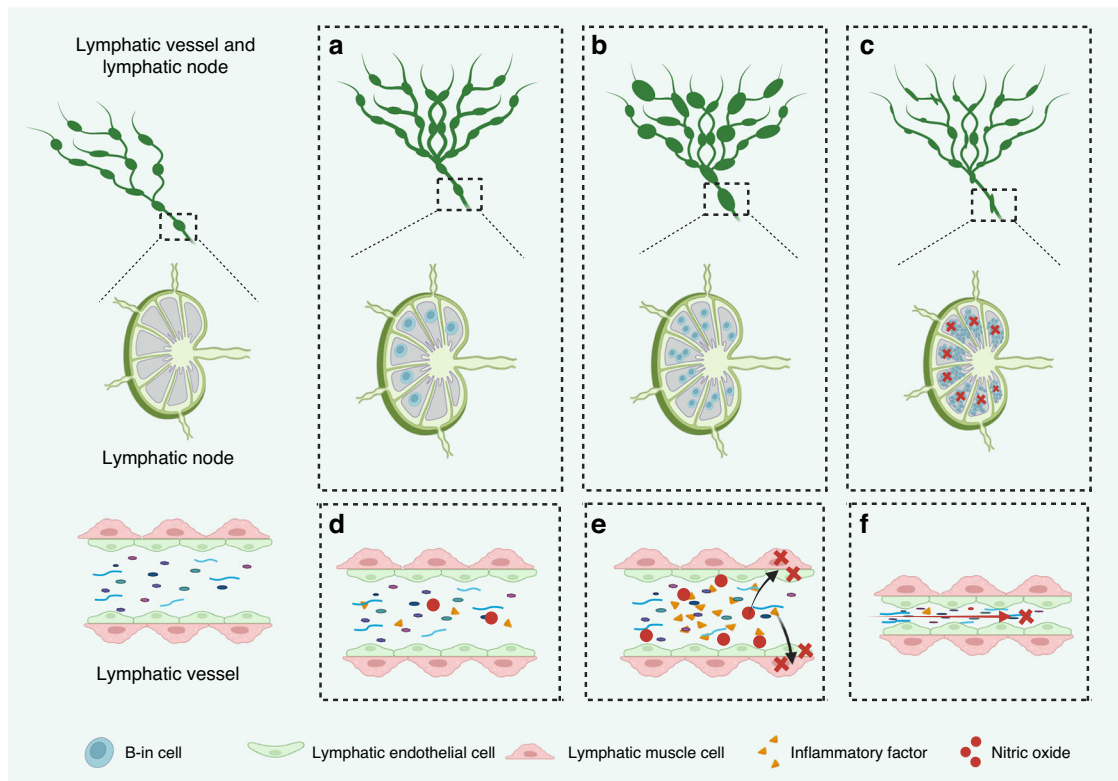 Lymphatic vessel and
lymphatic node
a
b
c
Lymphatic node
d
e
f
Lymphatic vessel
B-in cell
Lymphatic endothelial cell
Lymphatic muscle cell
Inflammatory factor
Nitric oxide